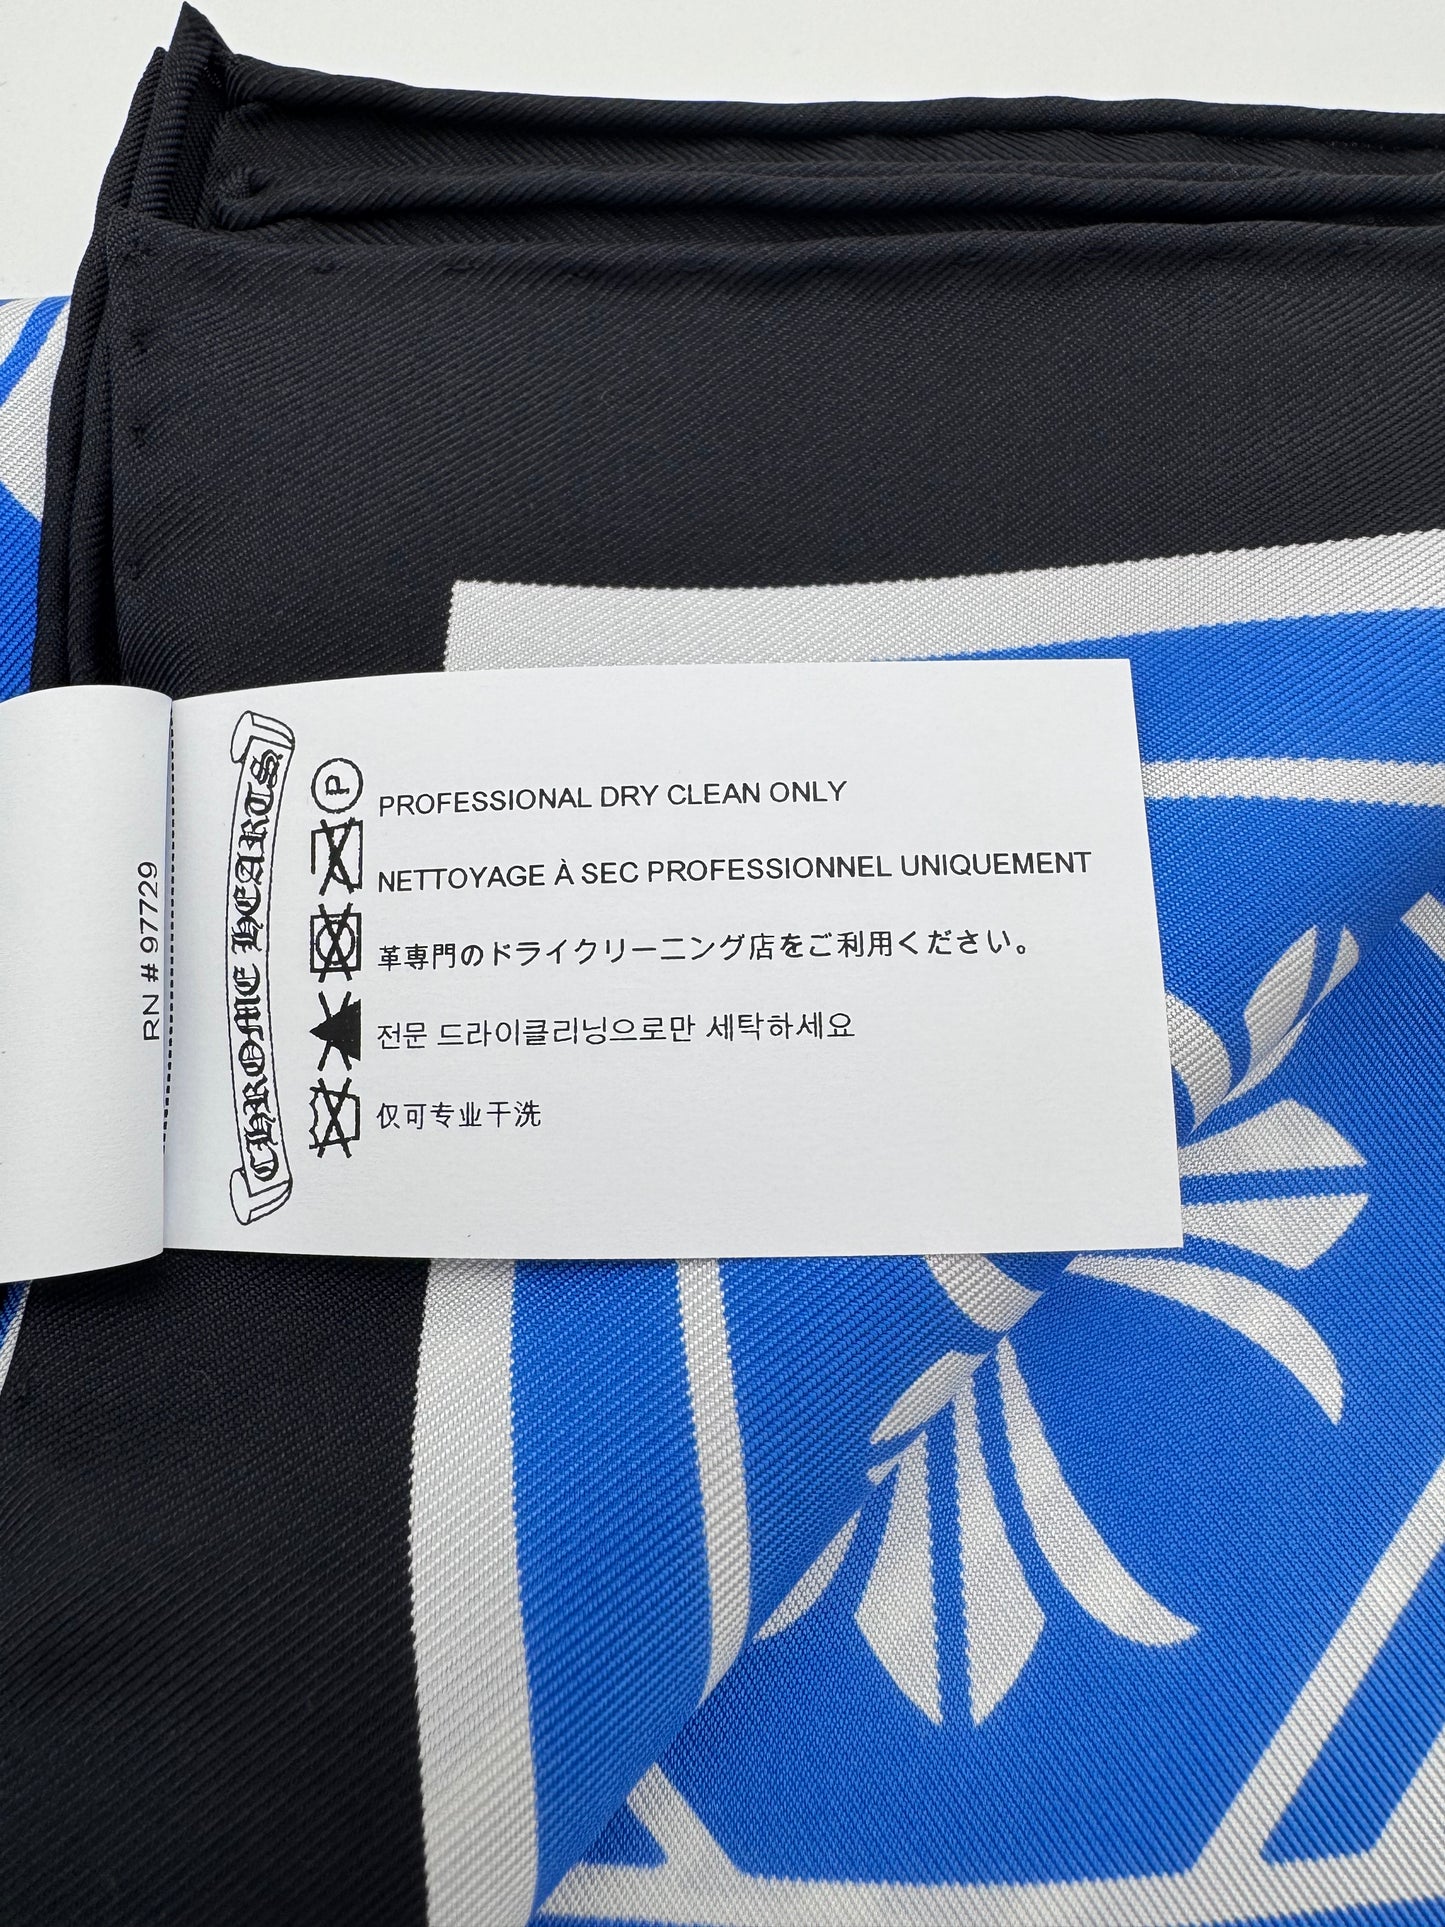 RN # 97729
CHROME HEARTS
P
PROFESSIONAL DRY CLEAN ONLY
NETTOYAGE À SEC PROFESSIONNEL UNIQUEMENT
革専門のドライクリーニング店をご利用ください。
전문 드라이클리닝으로만 세탁하세요
仅可专业干洗